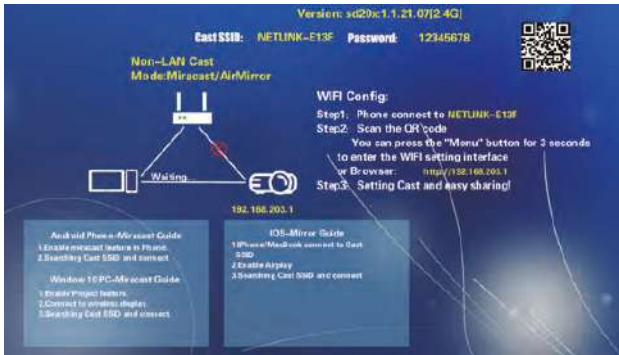 Version: sd20x:1.1.21.07[2.4G]
Cast SSID: NETLINK-E13F Password: 12345678
Non-LAN Cast
Mode:Miracast/AirMirror
WIFI Config:
Step1: Phone connect to NETLINK-E13F
Step2: Scan the QR code
You can press the "Menu" button for 3 seconds
to enter the WIFI setting interface
or Browser: http://192.168.203.1
Step3: Setting Cast and easy sharing!
Waiting...
192.168.203.1
Android Phone-Miracast Guide
1.Enable miracast feature in Phone.
2.Searching Cast SSID and connect
Window 10 PC-Miracast Guide
1.Enable Project feature.
2.Connect to wireless display.
3.Searching Cast SSID and connect.
IOS-Mirror Guide
1.IPhone/MacBook connect to Cast
SSID
2.Enable Airplay
3.Searching Cast SSID and connect